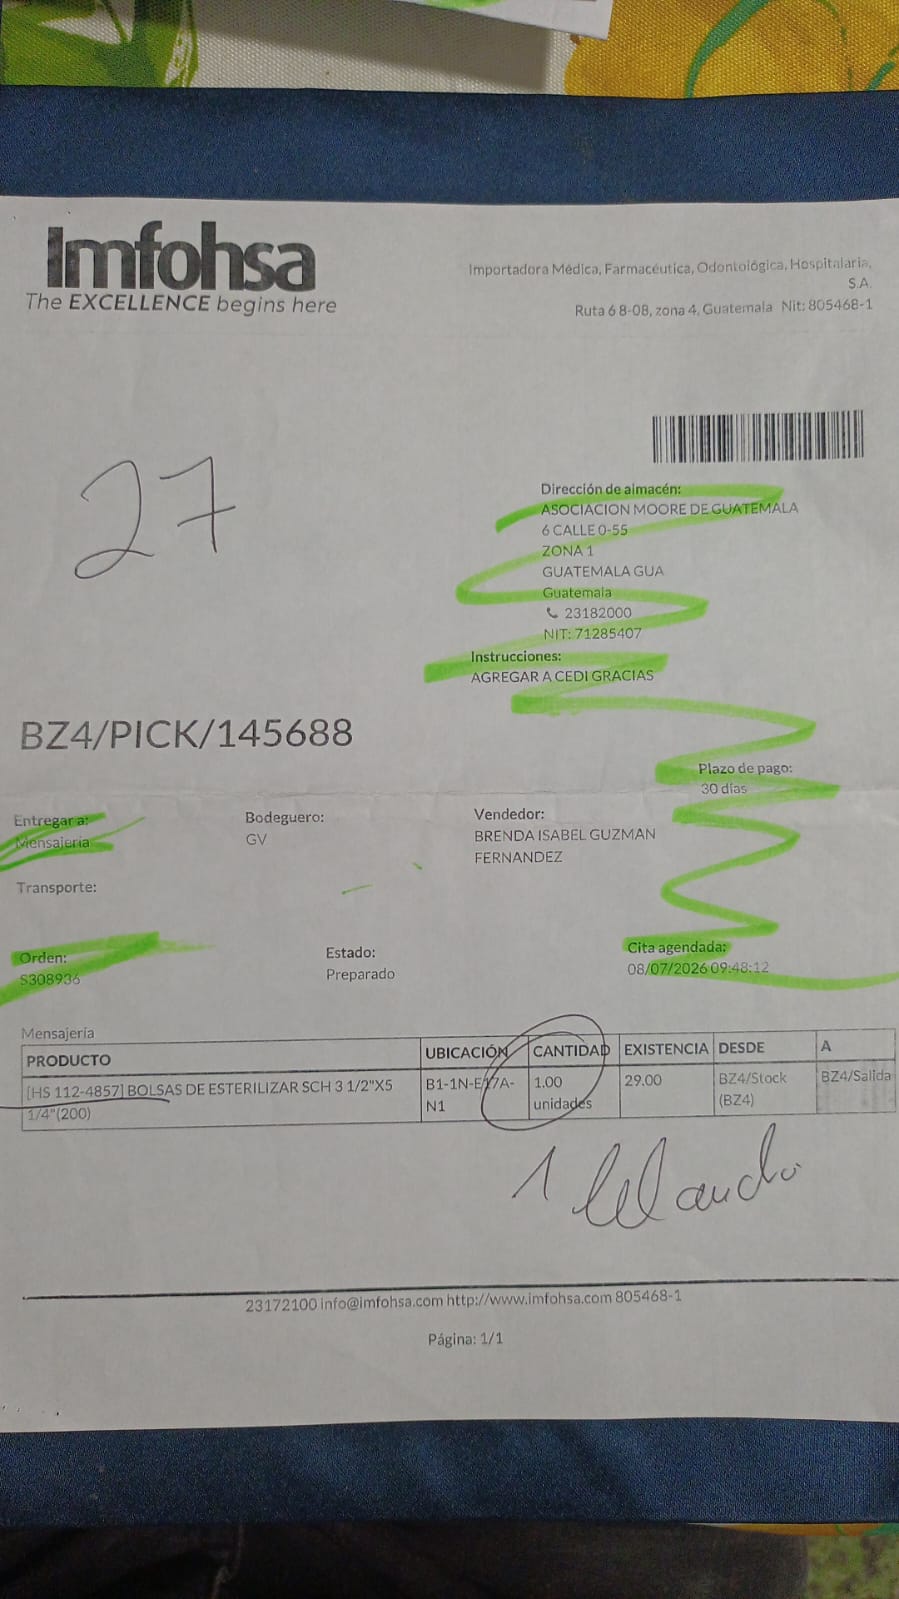 Imfohsa
The EXCELLENCE begins here
Importadora Médica, Farmacéutica, Odontológica, Hospitalaria,
S.A.
Ruta 6 8-08, zona 4, Guatemala Nit: 805468-1
27
Dirección de almacén:
ASOCIACION MOORE DE GUATEMALA
6 CALLE 0-55
ZONA 1
GUATEMALA GUA
Guatemala
23182000
NIT: 71285407
Instrucciones:
AGREGAR A CEDI GRACIAS
BZ4/PICK/145688
Plazo de pago:
30 días
Entregar a:
Mensajería
Bodeguero:
GV
Vendedor:
BRENDA ISABEL GUZMAN
FERNANDEZ
Transporte:
Orden:
S308936
Estado:
Preparado
Cita agendada:
08/07/2026 09:48:12
Mensajería
PRODUCTO UBICACIÓN CANTIDAD EXISTENCIA DESDE A
[HS 112-4857] BOLSAS DE ESTERILIZAR SCH 3 1/2"X5 B1-1N-E17A- 1.00 29.00 BZ4/Stock BZ4/Salida
1/4"(200) N1 unidades (BZ4)
1
23172100 info@imfohsa.com http://www.imfohsa.com 805468-1
Página: 1/1